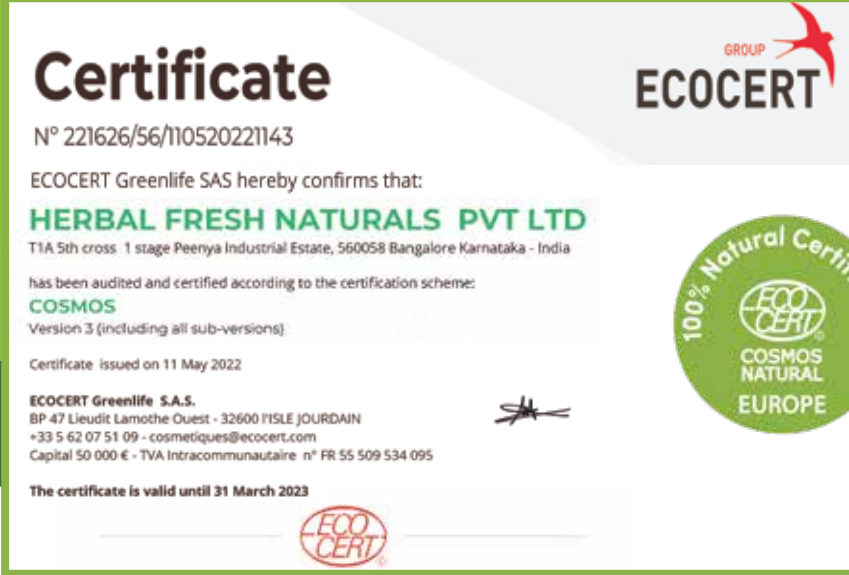 Certificate
GROUP
ECOCERT
N° 221626/56/110520221143
ECOCERT Greenlife SAS hereby confirms that:
HERBAL FRESH NATURALS PVT LTD
T1A 5th cross 1 stage Peenya Industrial Estate, 560058 Bangalore Karnataka - India
has been audited and certified according to the certification scheme:
COSMOS
Version 3 (including all sub-versions)
Certificate issued on 11 May 2022
ECOCERT Greenlife S.A.S.
BP 47 Lieudit Lamothe Ouest - 32600 l'ISLE JOURDAIN
+33 5 62 07 51 09 - cosmetiques@ecocert.com
Capital 50 000 € - TVA Intracommunautaire n° FR 55 509 534 095
The certificate is valid until 31 March 2023
ECO
CERT
100% Natural Certifi
ECO
CERT
COSMOS
NATURAL
EUROPE